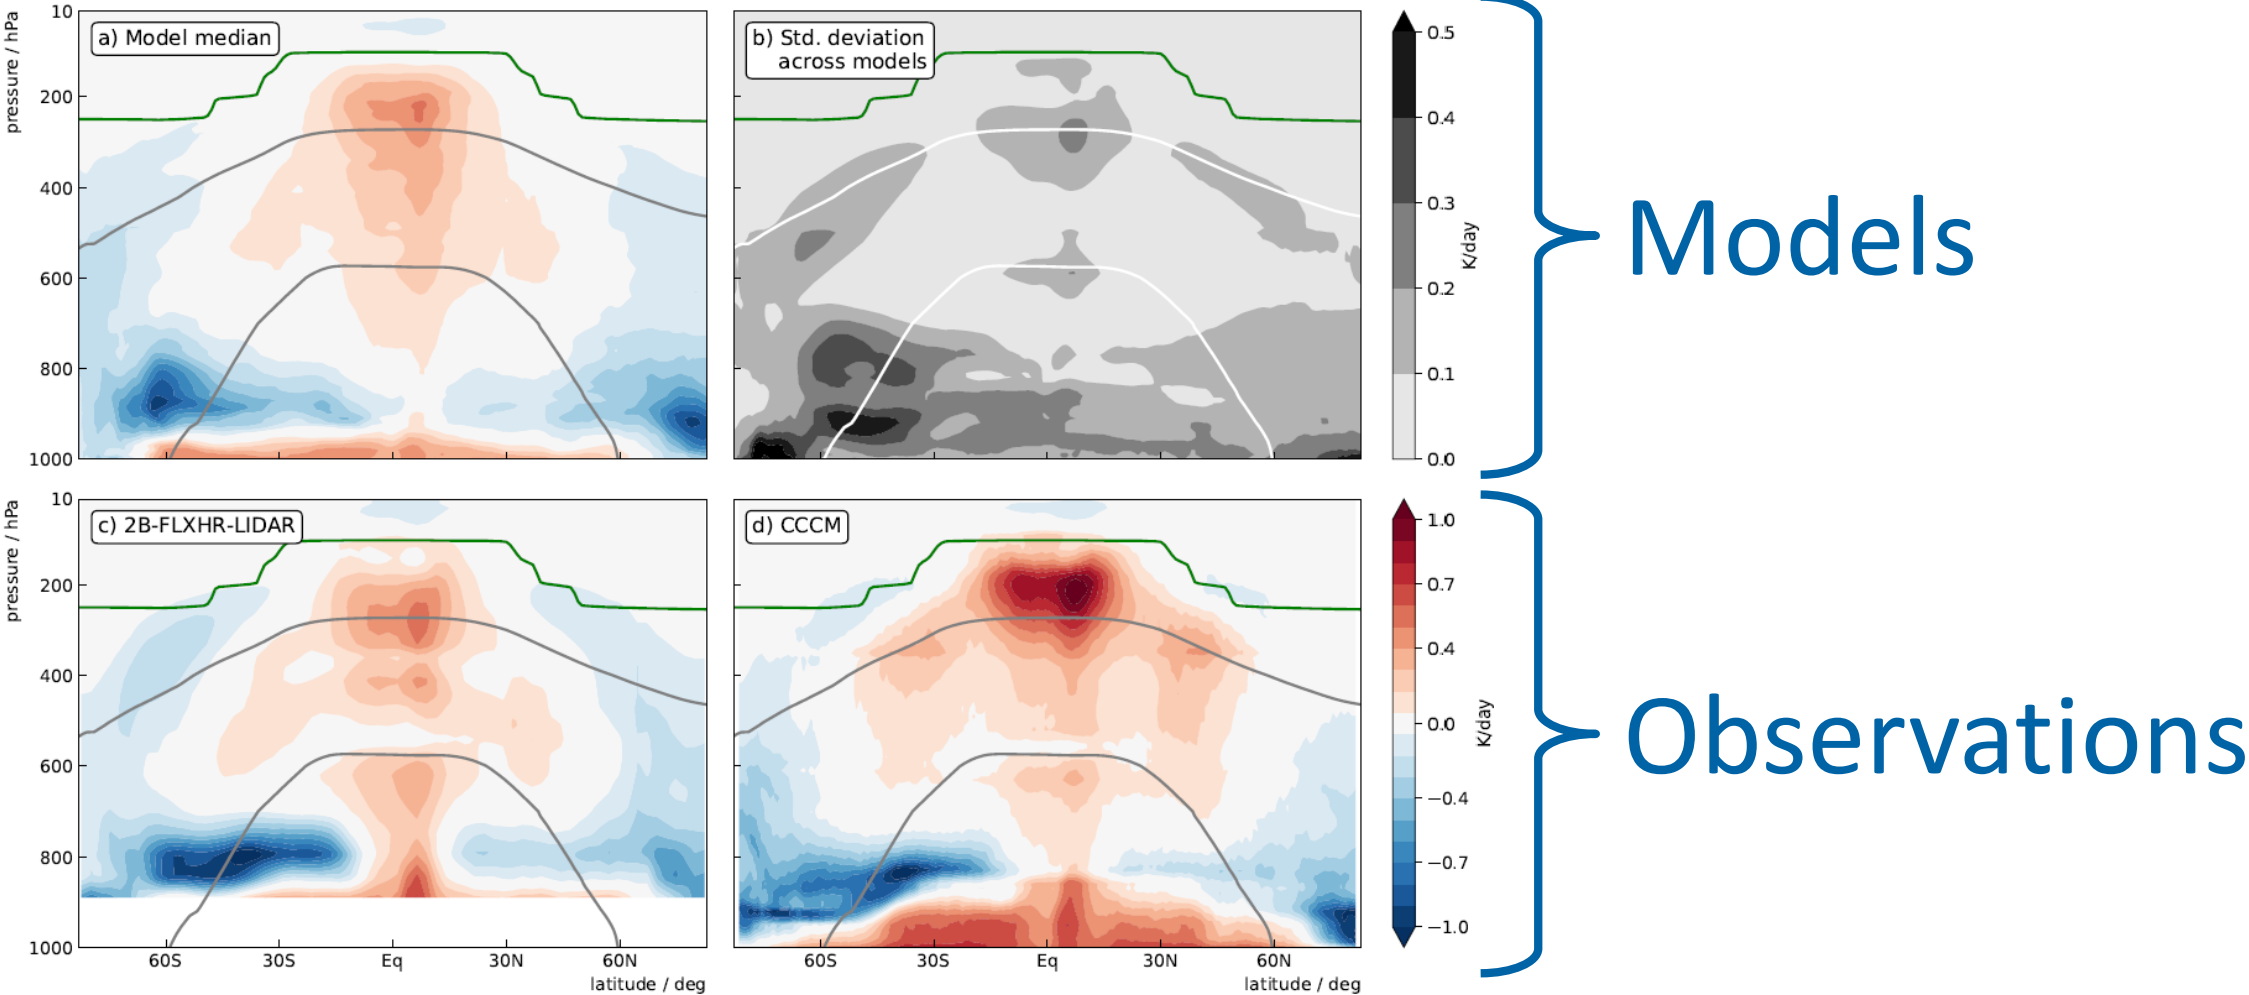 10
200
400
600
800
1000
pressure / hPa
a) Model median
b) Std. deviation
across models
0.5
0.4
0.3
0.2
0.1
0.0
K/day
Models
10
200
400
600
800
1000
pressure / hPa
c) 2B-FLXHR-LIDAR
60S
30S
Eq
30N
60N
latitude / deg
d) CCCM
60S
30S
Eq
30N
60N
latitude / deg
1.0
0.7
0.4
0.0
−0.4
−0.7
−1.0
K/day
Observations